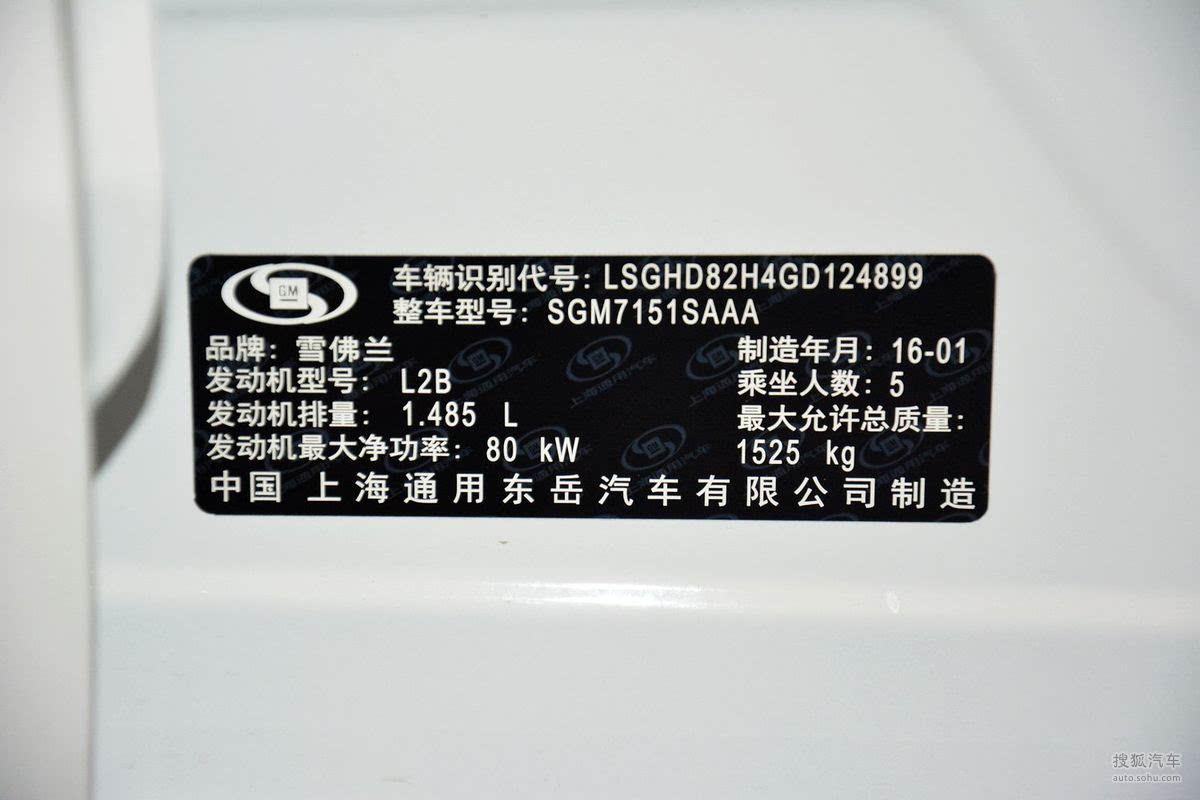 GM
车辆识别代号: LSGHD82H4GD124899
整车型号: SGM7151SAAA
品牌: 雪佛兰
制造年月: 16-01
发动机型号: L2B
乘坐人数: 5
发动机排量: 1.485 L
最大允许总质量:
发动机最大净功率: 80 kW
1525 kg
中国 上海通用东岳汽车有限公司制造
搜狐汽车
auto.sohu.com